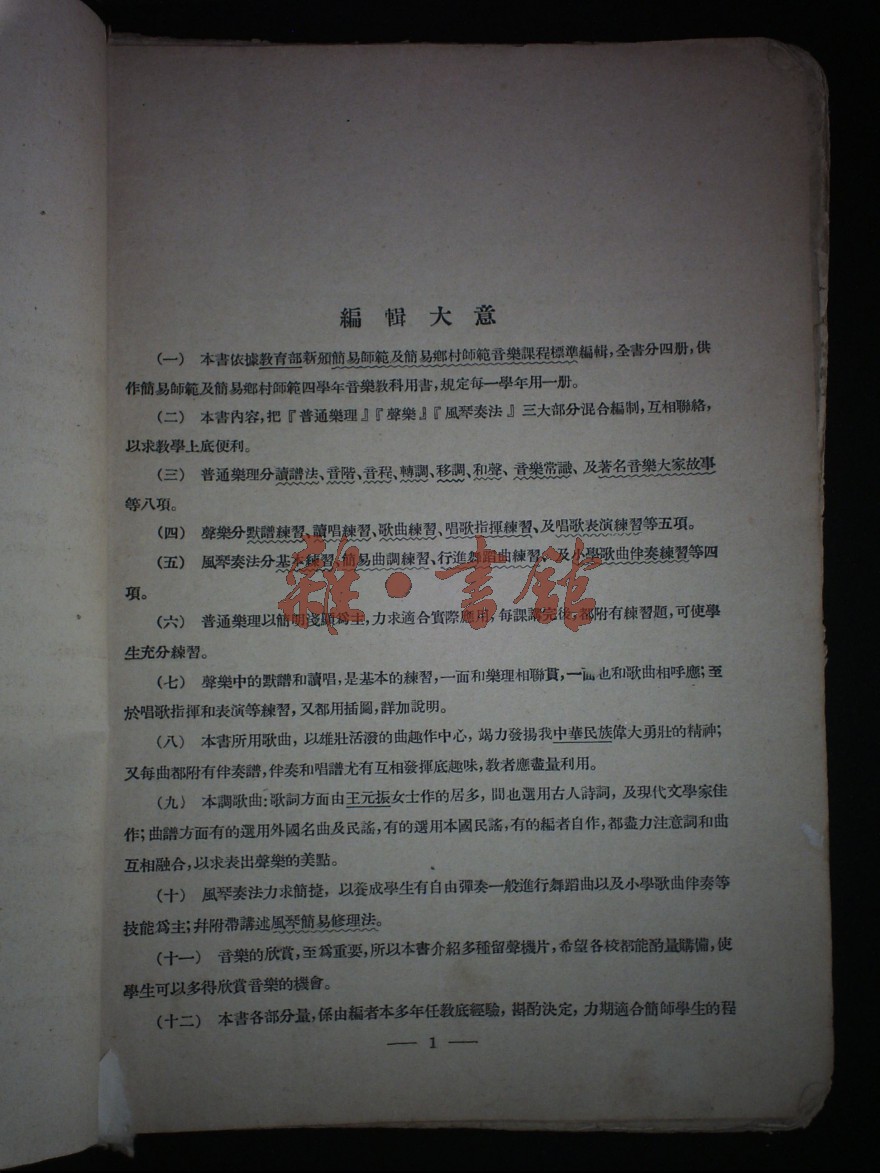 編輯大意
(一) 本書依據教育部新頒簡易師範及簡易鄉村師範音樂課程標準編輯，全書分四册，供
作簡易師範及簡易鄉村師範四學年音樂教科用書，規定每一學年用一册。
(二) 本書內容，把『普通樂理』『聲樂』『風琴奏法』三大部分混合編制，互相聯絡，
以求教學上底便利。
(三) 普通樂理分讀譜法、音階、音程、轉調、移調、和聲、音樂常識、及著名音樂大家故事
等八項。
(四) 聲樂分默譜練習、讀唱練習、歌曲練習、唱歌指揮練習、及唱歌表演練習等五項。
(五) 風琴奏法分基本練習、簡易曲調練習、行進舞蹈曲練習、及小學歌曲伴奏練習等四
項。
(六) 普通樂理以簡明淺顯爲主，力求適合實際應用，每課講完後，都附有練習題，可使學
生充分練習。
(七) 聲樂中的默譜和讀唱，是基本的練習，一面和樂理相聯貫，一面也和歌曲相呼應；至
於唱歌指揮和表演等練習，又都用插圖，詳加說明。
(八) 本書所用歌曲，以雄壯活潑的曲趣作中心，竭力發揚我中華民族偉大勇壯的精神；
又每曲都附有伴奏譜，伴奏和唱譜尤有互相發揮底趣味，教者應盡量利用。
(九) 本調歌曲：歌詞方面由王元振女士作的居多，間也選用古人詩詞，及現代文學家佳
作；曲譜方面有的選用外國名曲及民謠，有的選用本國民謠，有的編者自作，都盡力注意詞和曲
互相融合，以求表出聲樂的美點。
(十) 風琴奏法力求簡捷，以養成學生有自由彈奏一般進行舞蹈曲以及小學歌曲伴奏等
技能爲主；幷附帶講述風琴簡易修理法。
(十一) 音樂的欣賞，至爲重要，所以本書介紹多種留聲機片，希望各校都能酌量購備，使
學生可以多得欣賞音樂的機會。
(十二) 本書各部分量，係由編者本多年任教底經驗，斟酌決定，力期適合簡師學生的程
— 1 —
雜·書館